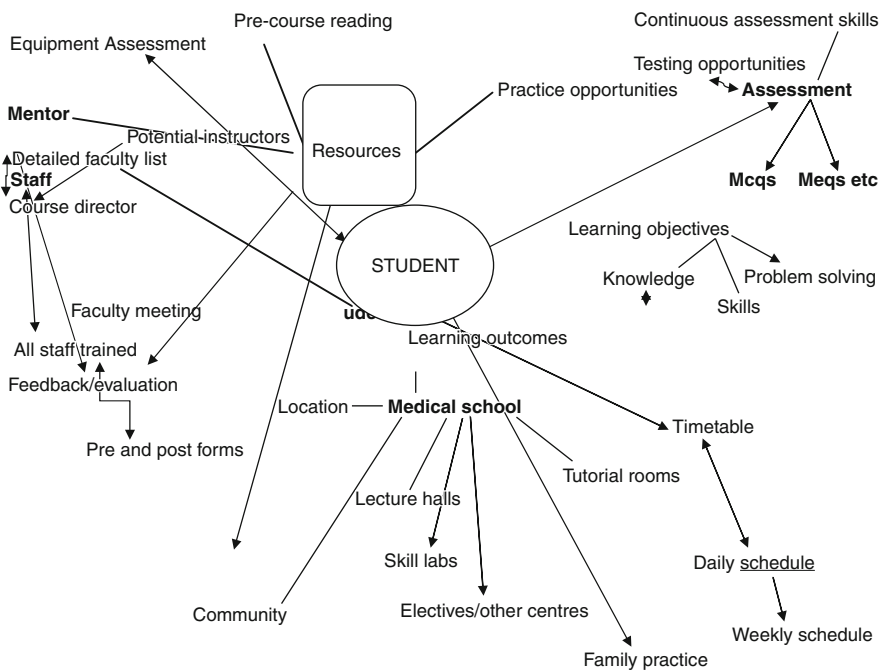 Pre-course reading
Continuous assessment skills
Equipment Assessment
Testing opportunities
Practice opportunities
Assessment
Mentor
Potential instructors
Resources
Detailed faculty list
Staff
Mcqs
Meqs etc
Course director
Learning objectives
STUDENT
Knowledge
Problem solving
Skills
Faculty meeting
Learning outcomes
All staff trained
Feedback/evaluation
Location
Medical school
Timetable
Pre and post forms
Tutorial rooms
Lecture halls
Skill labs
Daily schedule
Community
Electives/other centres
Weekly schedule
Family practice